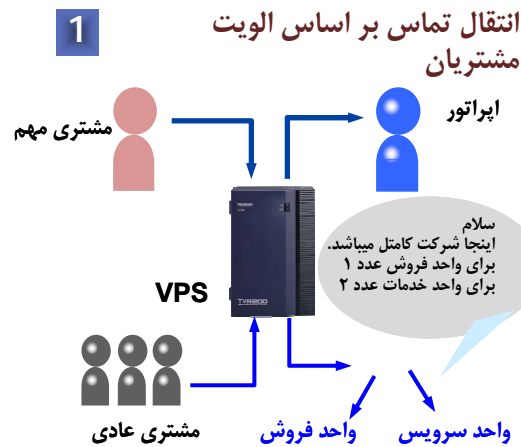 1
انتقال تماس بر اساس الویت
مشتریان
اپراتور
مشتری مهم
سلام
اینجا شرکت کامتل میباشد.
برای واحد فروش عدد ۱
برای واحد خدمات عدد ۲
VPS
TVM200
واحد سرویس
واحد فروش
مشتری عادی